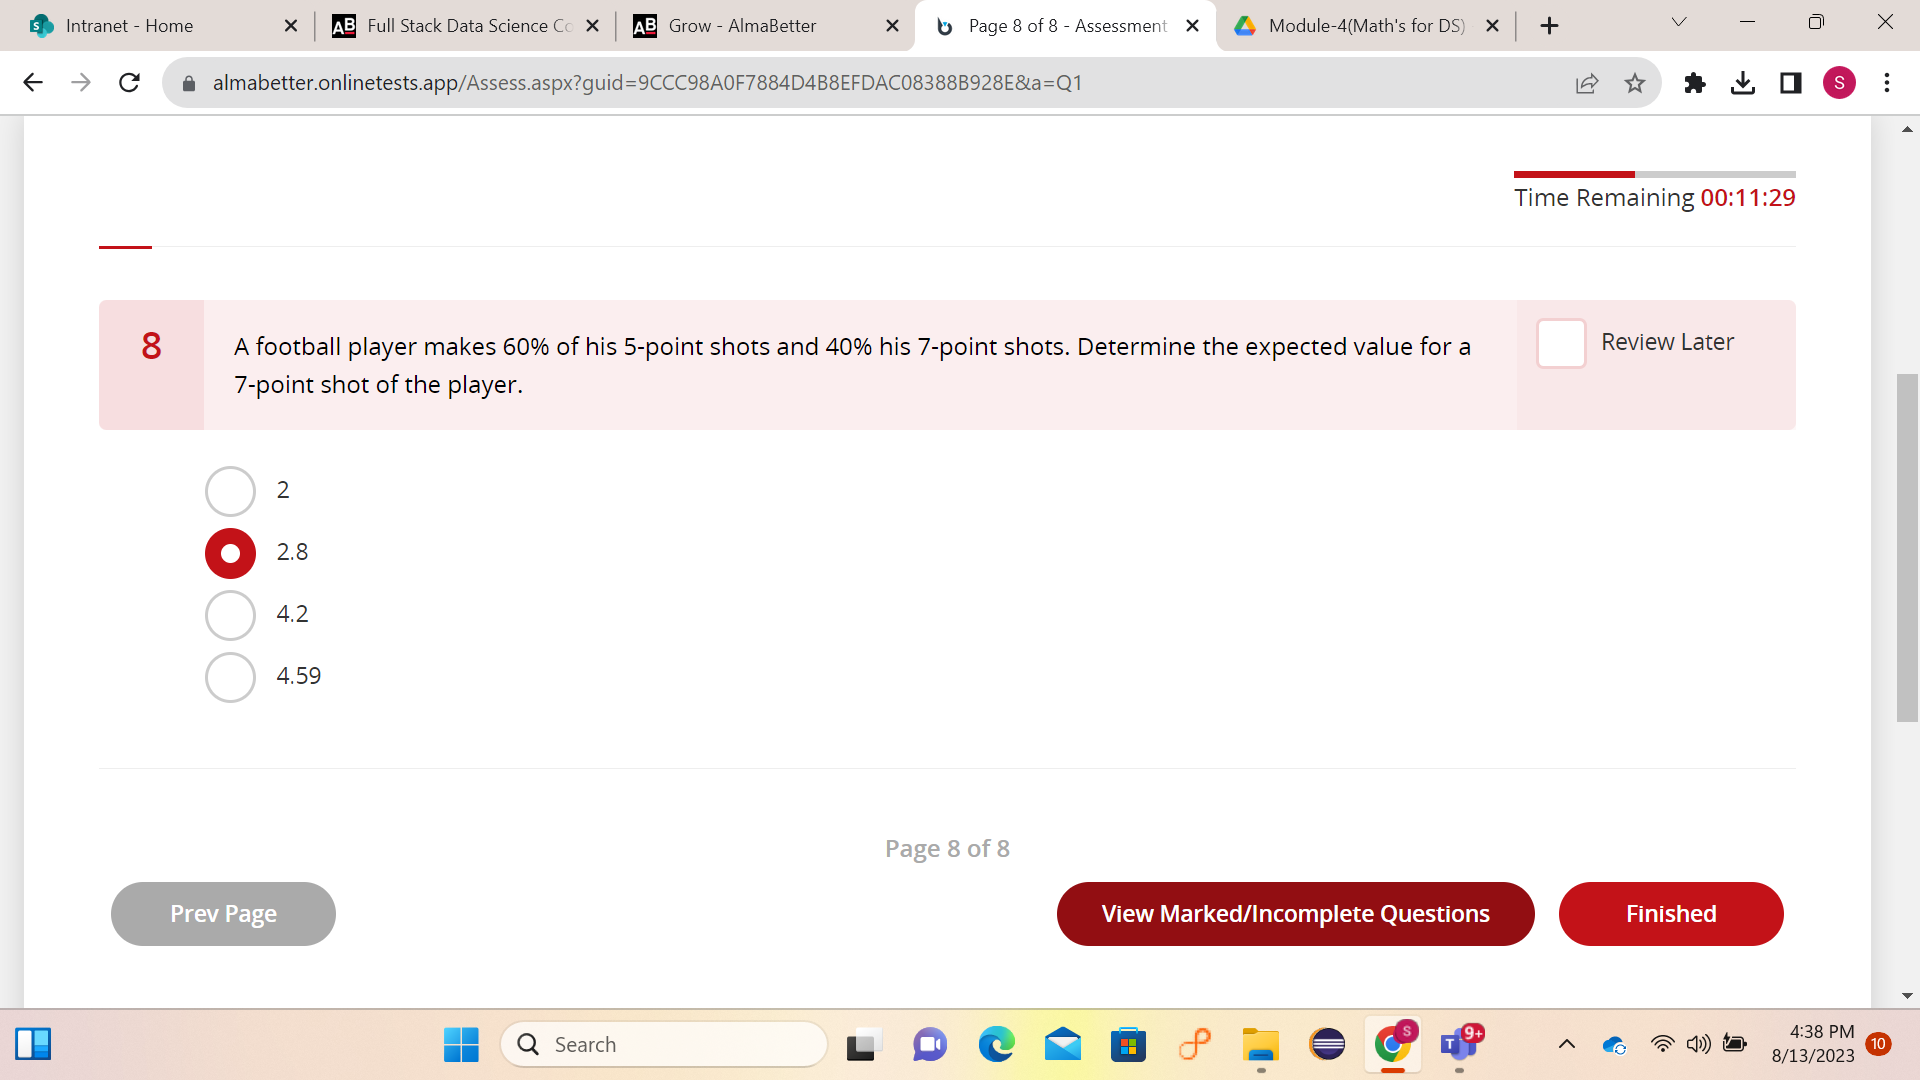 Intranet - Home
AB Full Stack Data Science Co
AB Grow - AlmaBetter
Page 8 of 8 - Assessment
Module-4(Math's for DS)
almabetter.onlinetests.app/Assess.aspx?guid=9CCC98A0F7884D4B8EFDAC08388B928E&a=Q1
S
Time Remaining 00:11:29
8
A football player makes 60% of his 5-point shots and 40% his 7-point shots. Determine the expected value for a
7-point shot of the player.
Review Later
2
2.8
4.2
4.59
Page 8 of 8
Prev Page
View Marked/Incomplete Questions
Finished
Search
S
T
9+
4:38 PM
8/13/2023
10